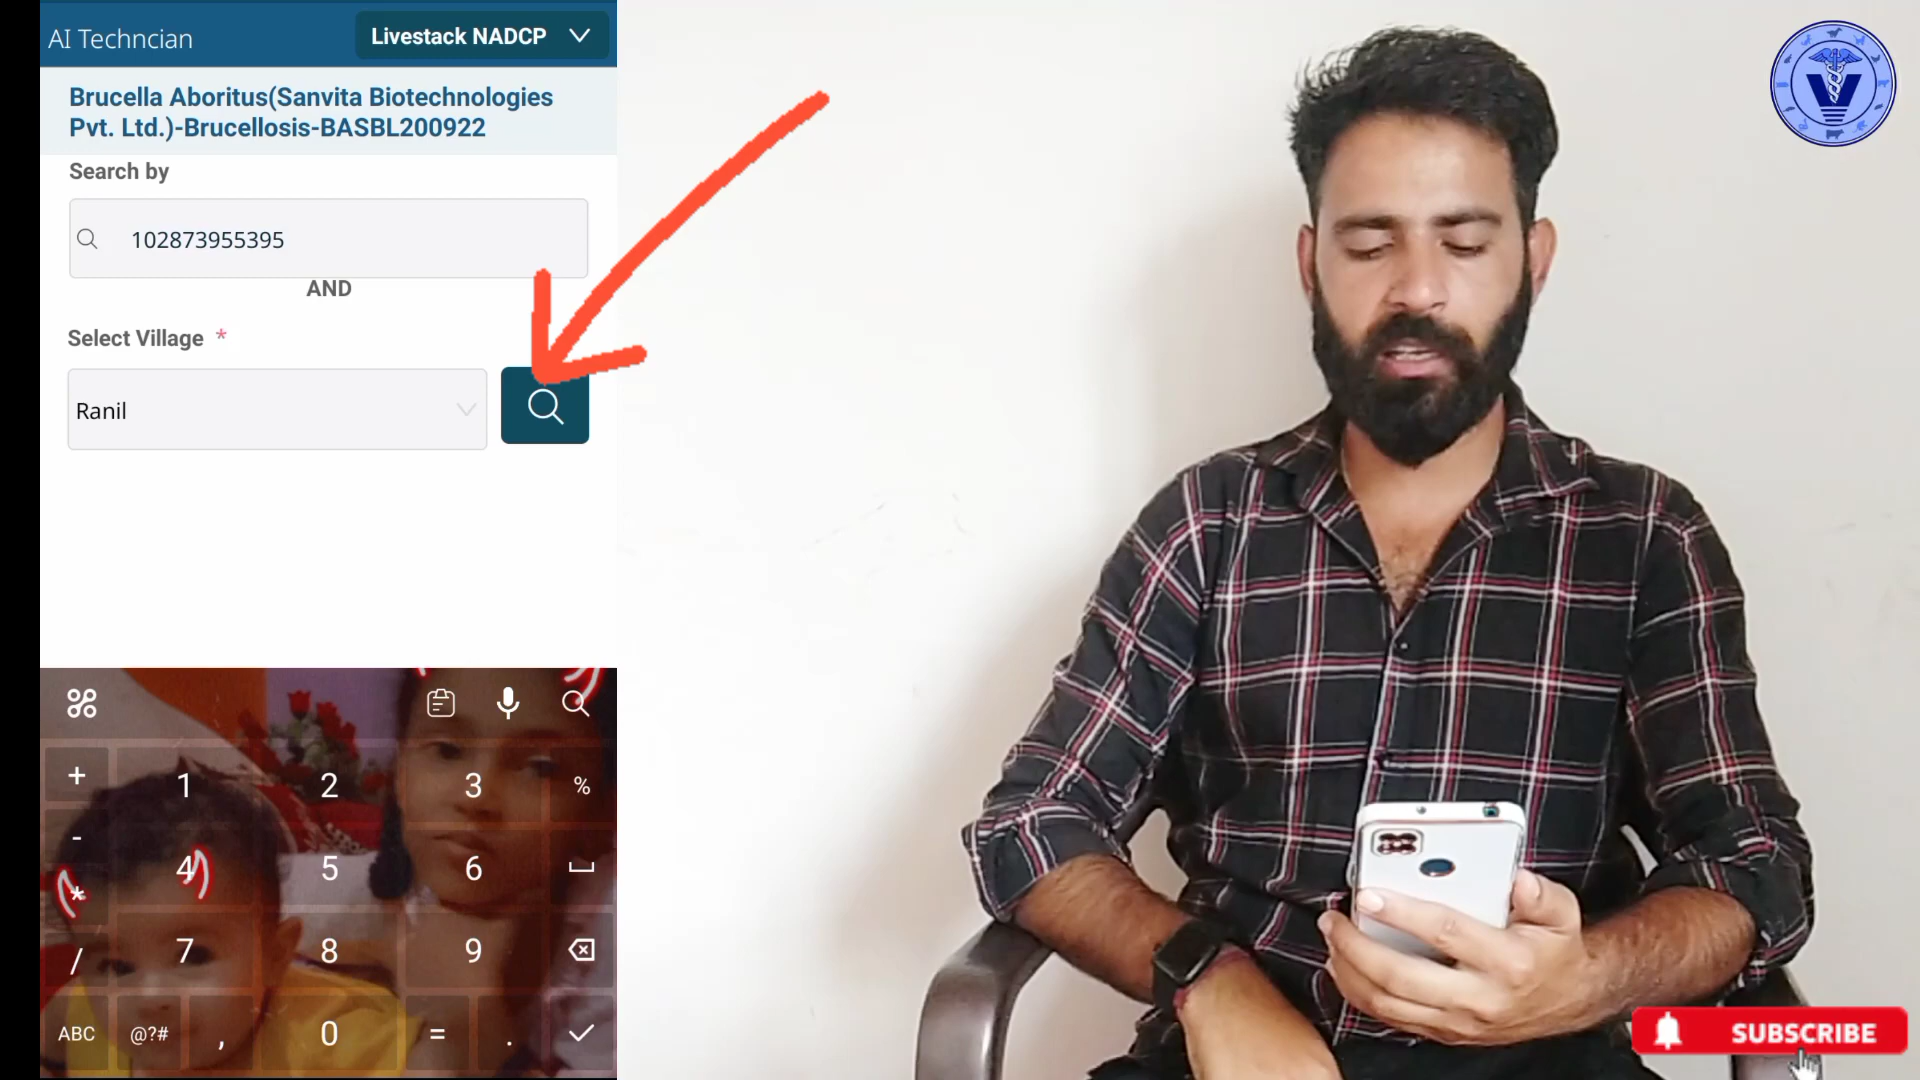 AI Techncian
Livestack NADCP
Brucella Aboritus(Sanvita Biotechnologies
Pvt. Ltd.)-Brucellosis-BASBL200922
Search by
102873955395
AND
Select Village *
Ranil
+ 1 2 3 %
- 4 5 6
*
/ 7 8 9
ABC @?# , 0 = .
V
SUBSCRIBE